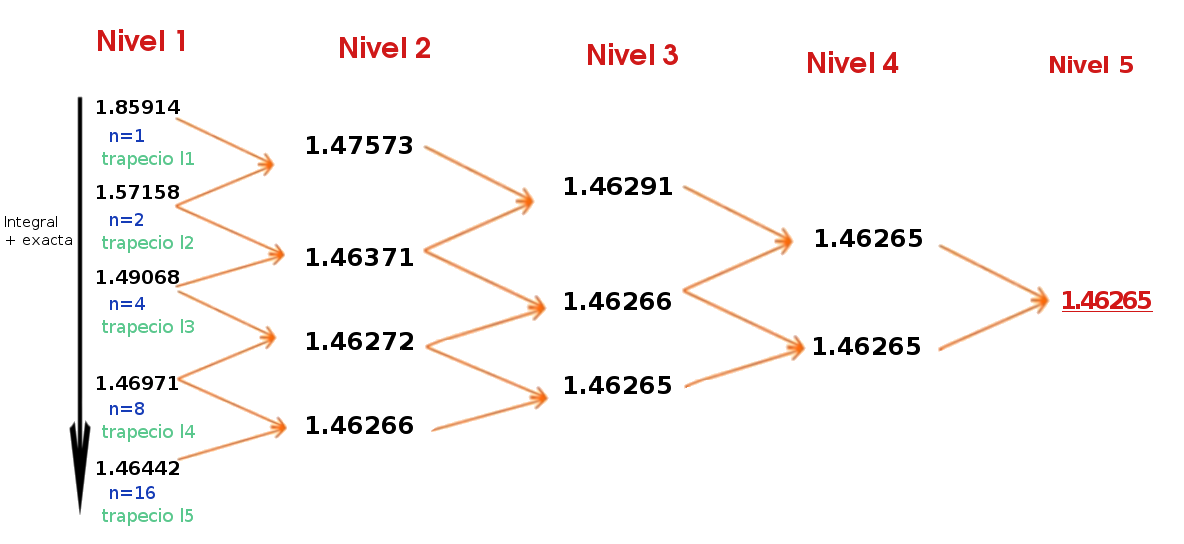 Nivel 1
Nivel 2
Nivel 3
Nivel 4
Nivel 5
Integral
+ exacta
1.85914
n=1
trapecio I1
1.57158
n=2
trapecio I2
1.49068
n=4
trapecio I3
1.46971
n=8
trapecio I4
1.46442
n=16
trapecio I5
1.47573
1.46371
1.46272
1.46266
1.46291
1.46266
1.46265
1.46265
1.46265
1.46265